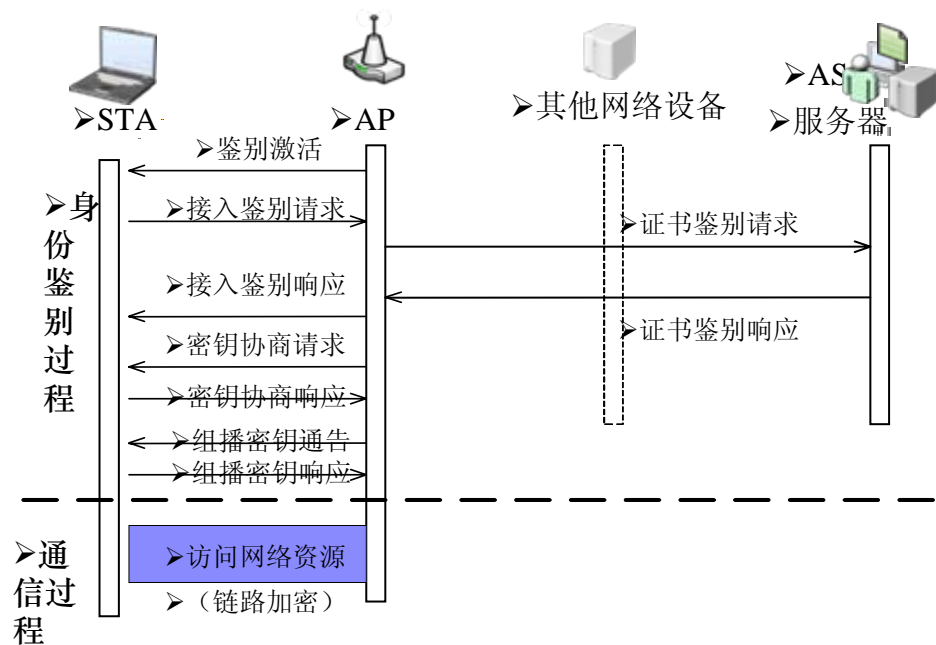 ➢STA
➢AP
➢其他网络设备
➢AS
➢服务器
➢鉴别激活
➢身份鉴别过程
➢接入鉴别请求
➢证书鉴别请求
➢接入鉴别响应
➢证书鉴别响应
➢密钥协商请求
➢密钥协商响应
➢组播密钥通告
➢组播密钥响应
➢通信过程
➢访问网络资源
➢（链路加密）